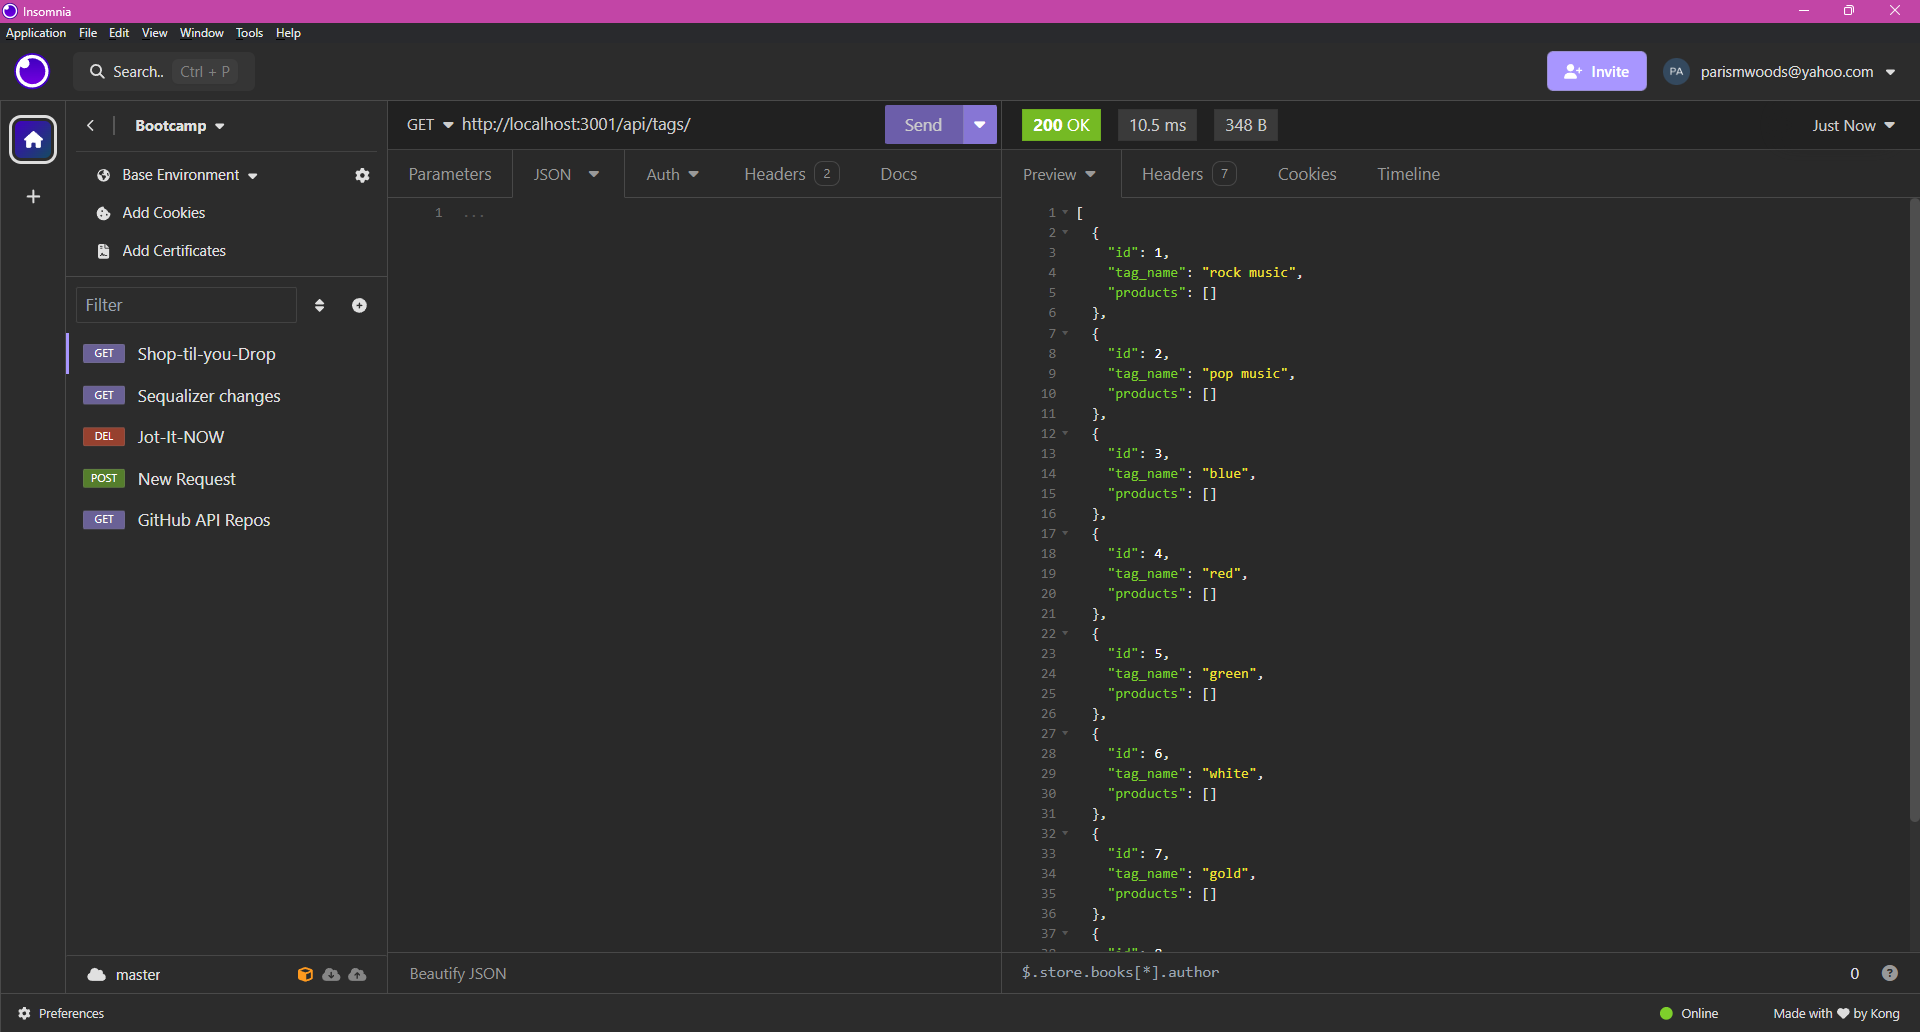 Insomnia
Application File Edit View Window Tools Help
Search.. Ctrl + P
Invite
PA parismwoods@yahoo.com
Bootcamp
Base Environment
Add Cookies
Add Certificates
Filter
GET Shop-til-you-Drop
GET Sequalizer changes
DEL Jot-It-NOW
POST New Request
GET GitHub API Repos
master
GET http://localhost:3001/api/tags/ Send
Parameters JSON Auth Headers 2 Docs
1 ...
Beautify JSON
200 OK 10.5 ms 348 B Just Now
Preview Headers 7 Cookies Timeline
1 [
2 {
3 "id": 1,
4 "tag_name": "rock music",
5 "products": []
6 },
7 {
8 "id": 2,
9 "tag_name": "pop music",
10 "products": []
11 },
12 {
13 "id": 3,
14 "tag_name": "blue",
15 "products": []
16 },
17 {
18 "id": 4,
19 "tag_name": "red",
20 "products": []
21 },
22 {
23 "id": 5,
24 "tag_name": "green",
25 "products": []
26 },
27 {
28 "id": 6,
29 "tag_name": "white",
30 "products": []
31 },
32 {
33 "id": 7,
34 "tag_name": "gold",
35 "products": []
36 },
37 {
$.store.books[*].author 0 ?
Preferences
Online
Made with ♥ by Kong